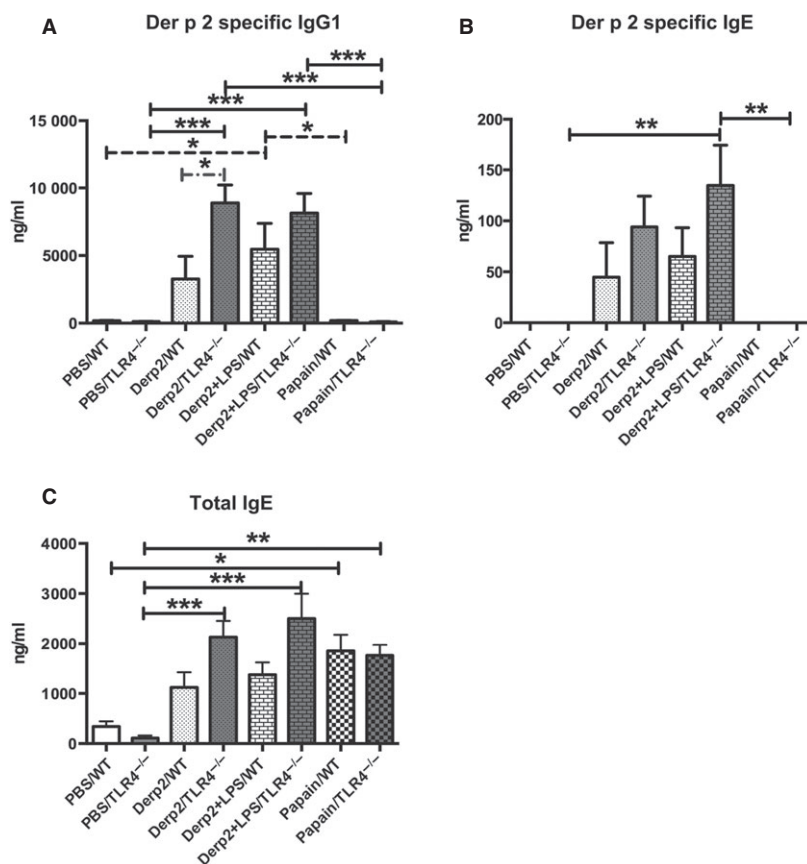 A
Der p 2 specific IgG1
***
***
***
***
*
*
*
15 000
10 000
5000
0
ng/ml
PBS/WT
PBS/TLR4⁻/⁻
Derp2/WT
Derp2/TLR4⁻/⁻
Derp2+LPS/WT
Derp2+LPS/TLR4⁻/⁻
Papain/WT
Papain/TLR4⁻/⁻
B
Der p 2 specific IgE
**
**
200
150
100
50
0
ng/ml
PBS/WT
PBS/TLR4⁻/⁻
Derp2/WT
Derp2/TLR4⁻/⁻
Derp2+LPS/WT
Derp2+LPS/TLR4⁻/⁻
Papain/WT
Papain/TLR4⁻/⁻
C
Total IgE
**
*
***
***
4000
3000
2000
1000
0
ng/ml
PBS/WT
PBS/TLR4⁻/⁻
Derp2/WT
Derp2/TLR4⁻/⁻
Derp2+LPS/WT
Derp2+LPS/TLR4⁻/⁻
Papain/WT
Papain/TLR4⁻/⁻